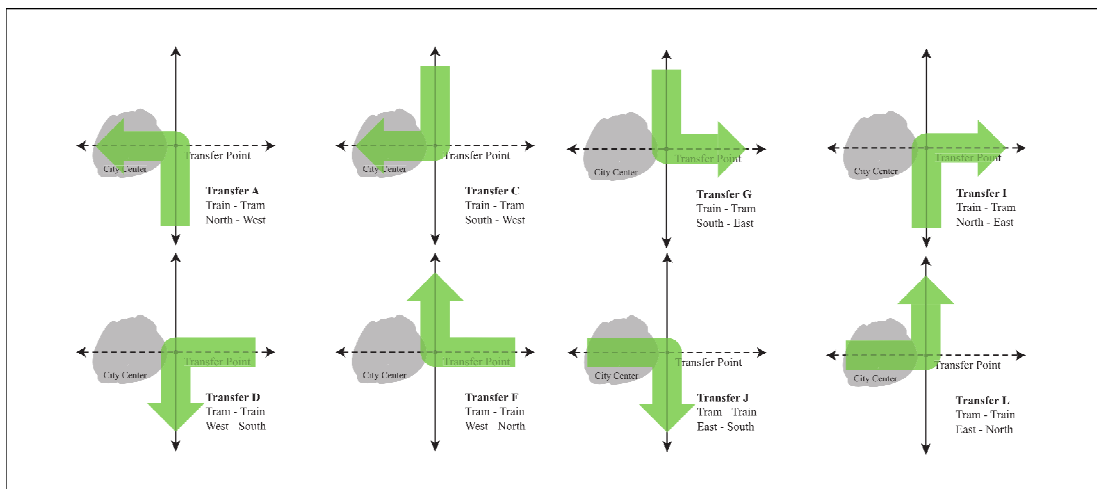 Transfer Point
City Center
Transfer A
Train - Tram
North - West
Transfer Point
City Center
Transfer C
Train - Tram
South - West
Transfer Point
City Center
Transfer G
Train - Tram
South - East
Transfer Point
City Center
Transfer I
Train - Tram
North - East
Transfer Point
City Center
Transfer D
Tram - Train
West - South
Transfer Point
City Center
Transfer F
Tram - Train
West - North
Transfer Point
City Center
Transfer J
Tram - Train
East - South
Transfer Point
City Center
Transfer L
Tram - Train
East - North